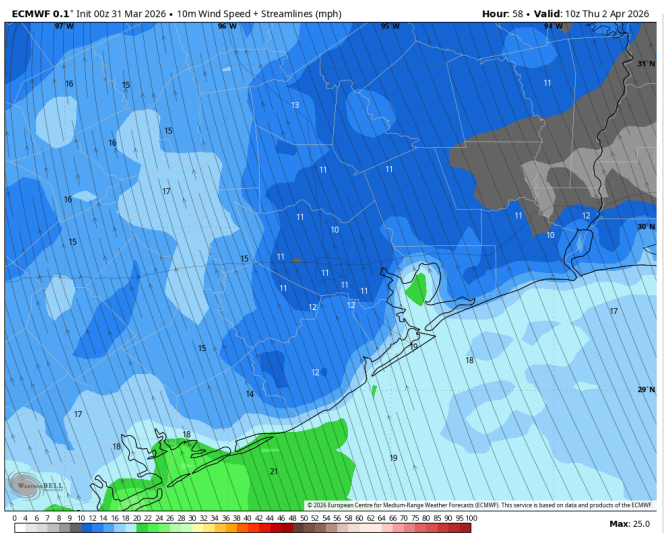 ECMWF 0.1° Init 00z 31 Mar 2026 • 10m Wind Speed + Streamlines (mph)
Hour: 58 • Valid: 10z Thu 2 Apr 2026
97°W 96°W 95°W 94°W
31°N
16 15 13 11
15
16
11 11
17
16
11 11 12
30°N
10 10
15 15
11
11
11 11 11
12 12
17
15 19
18
12
29°N
14
17
18 18
19
21
WEATHERBELL
© 2026 European Centre for Medium-Range Weather Forecasts (ECMWF). This service is based on data and products of the ECMWF.
0 4 6 7 8 9 10 12 14 16 18 20 22 24 26 28 30 32 34 36 38 40 42 44 46 48 50 52 54 56 58 60 62 64 66 70 75 80 85 90 95 100
Max: 25.0